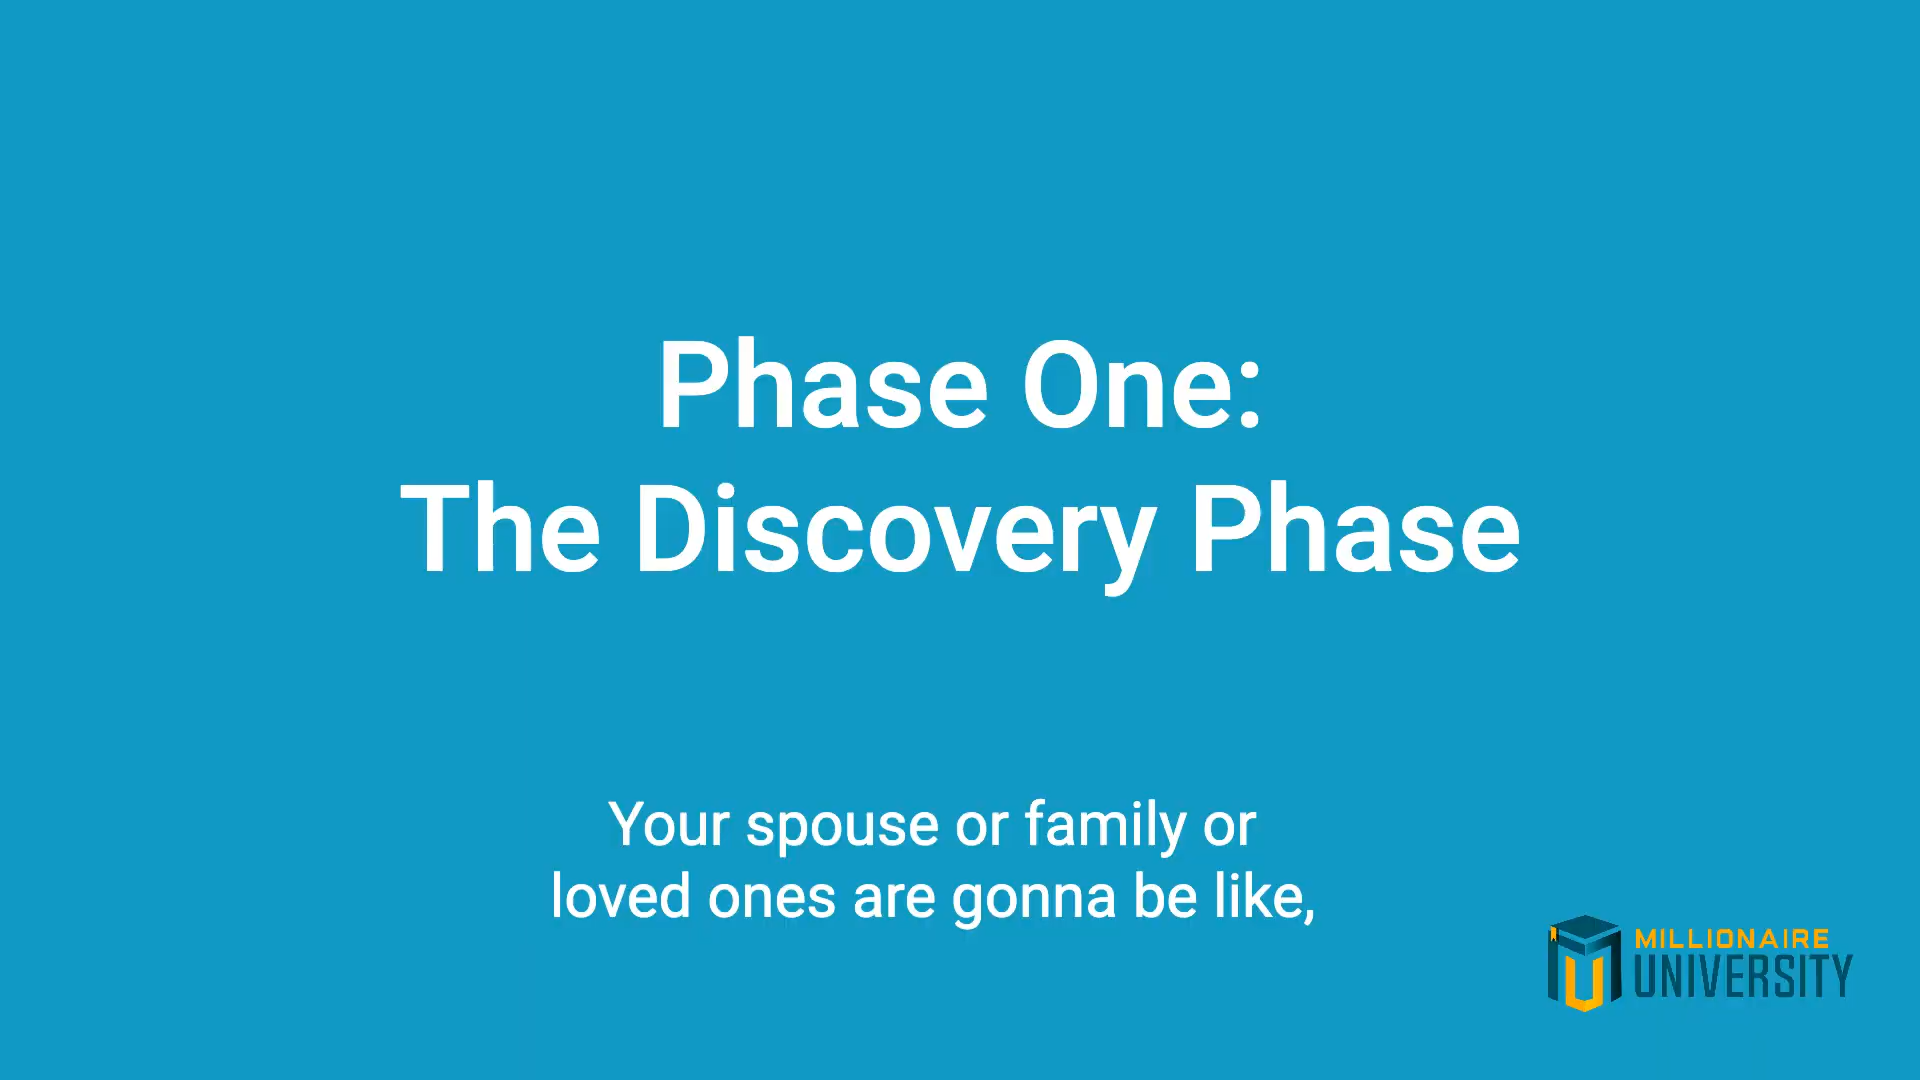 Phase One:
The Discovery Phase
Your spouse or family or
loved ones are gonna be like,
MILLIONAIRE
UNIVERSITY